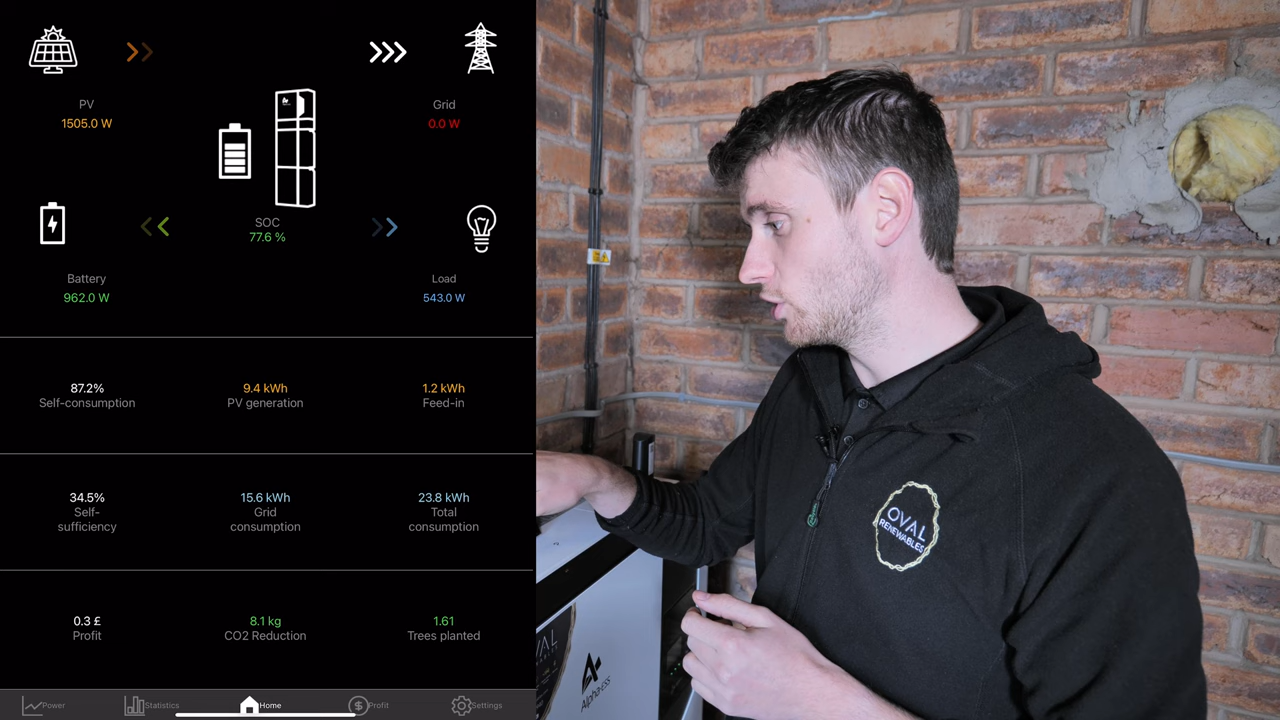 PV
1505.0 W
Grid
0.0 W
SOC
77.6 %
Battery
962.0 W
Load
543.0 W
87.2%
Self-consumption
9.4 kWh
PV generation
1.2 kWh
Feed-in
34.5%
Self-
sufficiency
15.6 kWh
Grid
consumption
23.8 kWh
Total
consumption
0.3 £
Profit
8.1 kg
CO2 Reduction
1.61
Trees planted
Power
Statistics
Home
Profit
Settings
OVAL
RENEWABLES
OVAL
AlphaESS